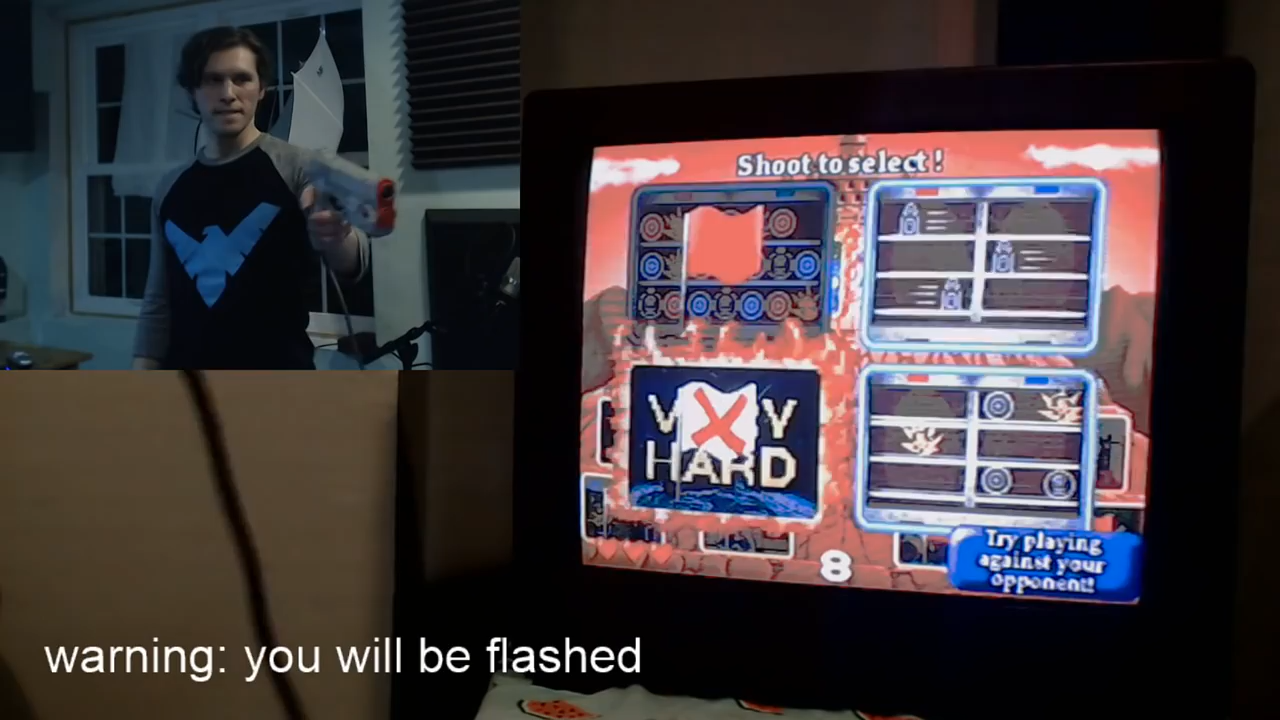 Shoot to select !
V Y
HARD
8
Try playing
against your
opponent!
warning: you will be flashed